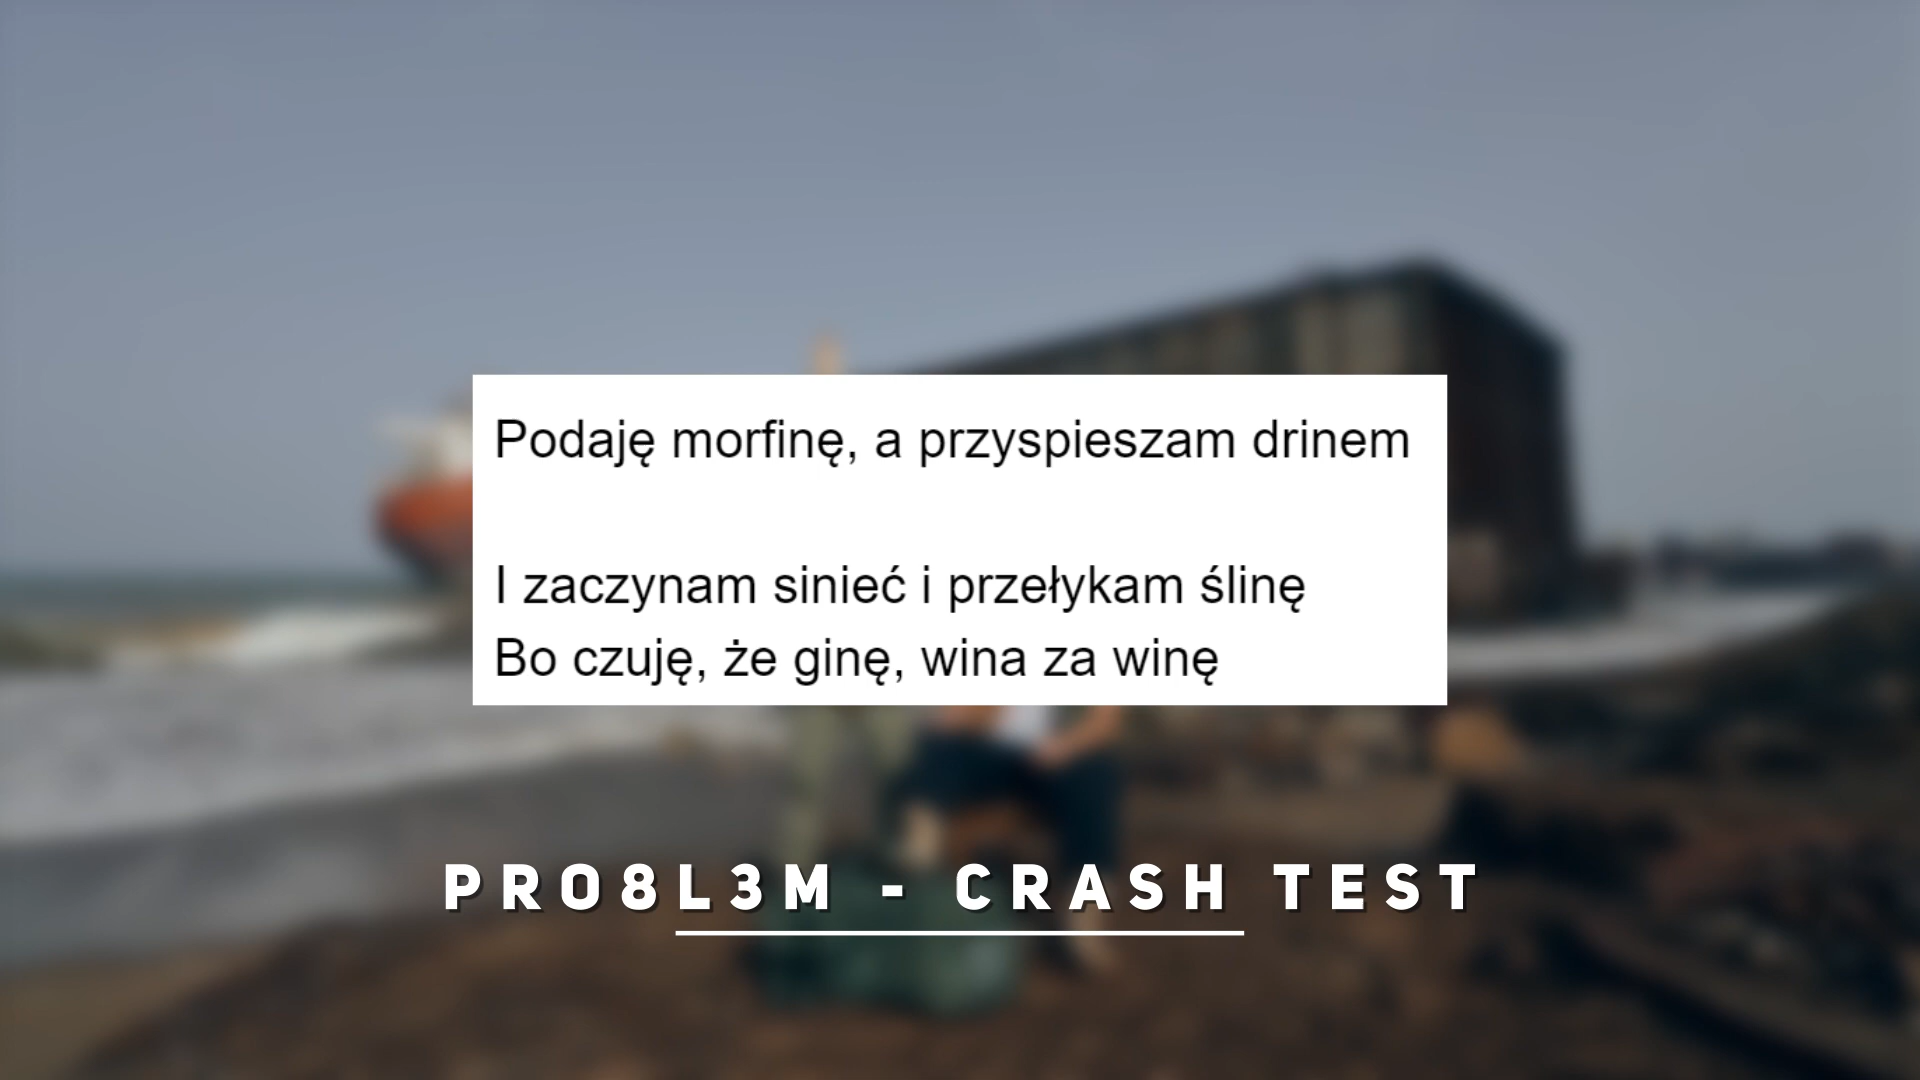 Podaję morfinę, a przyspieszam drinem
I zaczynam sinieć i przełykam ślinę
Bo czuję, że ginę, wina za winę
PRO8L3M - CRASH TEST